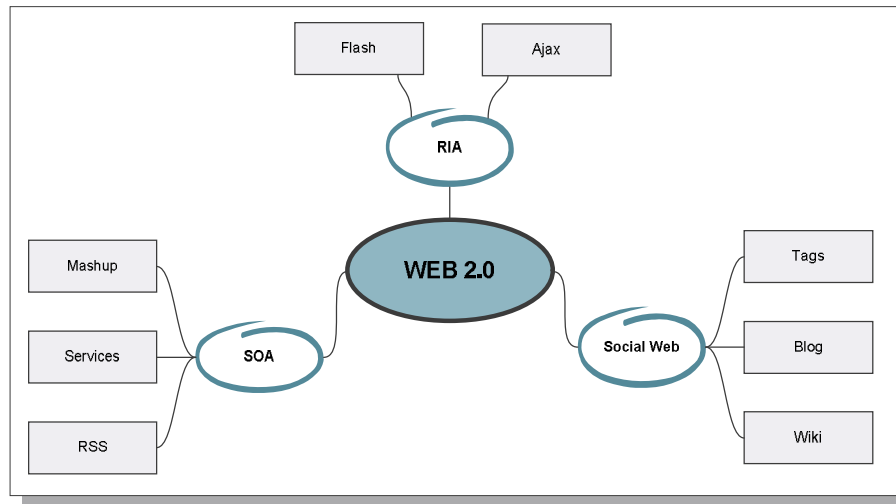 Flash
Ajax
RIA
WEB 2.0
Mashup
Services
RSS
SOA
Social Web
Tags
Blog
Wiki